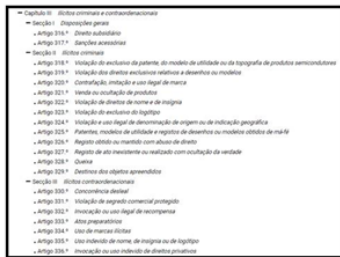 Capítulo III Ilícitos criminais e contraordenacionais
Secção I Disposições gerais
Artigo 316.º Direito subsidiário
Artigo 317.º Sanções acessórias
Secção II Ilícitos criminais
Artigo 318.º Violação do exclusivo da patente, do modelo de utilidade ou da topografia de produtos semicondutores
Artigo 319.º Violação dos direitos exclusivos relativos a desenhos ou modelos
Artigo 320.º Contrafação, imitação e uso ilegal de marca
Artigo 321.º Venda ou ocultação de produtos
Artigo 322.º Violação de direitos de nome e de insígnia
Artigo 323.º Violação do exclusivo do logótipo
Artigo 324.º Violação e uso ilegal de denominação de origem ou de indicação geográfica
Artigo 325.º Patentes, modelos de utilidade e registos de desenhos ou modelos obtidos de má-fé
Artigo 326.º Registo obtido ou mantido com abuso de direito
Artigo 327.º Registo de ato inexistente ou realizado com ocultação da verdade
Artigo 328.º Queixa
Artigo 329.º Destinos dos objetos apreendidos
Secção III Ilícitos contraordenacionais
Artigo 330.º Concorrência desleal
Artigo 331.º Violação de segredo comercial protegido
Artigo 332.º Invocação ou uso ilegal de recompensa
Artigo 333.º Atos preparatórios
Artigo 334.º Uso de marcas ilícitas
Artigo 335.º Uso indevido de nome, de insígnia ou de logótipo
Artigo 336.º Invocação ou uso indevido de direitos privativos